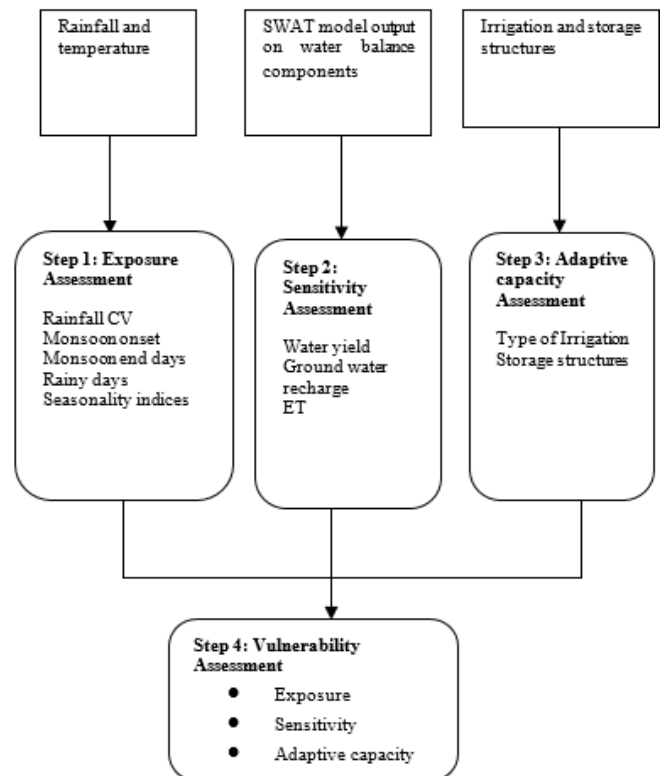 Rainfall and
temperature
SWAT model output
on water balance
components
Irrigation and storage
structures
Step 1: Exposure
Assessment
Rainfall CV
Monsoon onset
Monsoon end days
Rainy days
Seasonality indices
Step 2:
Sensitivity
Assessment
Water yield
Ground water
recharge
ET
Step 3: Adaptive
capacity
Assessment
Type of Irrigation
Storage structures
Step 4: Vulnerability
Assessment
● Exposure
● Sensitivity
● Adaptive capacity